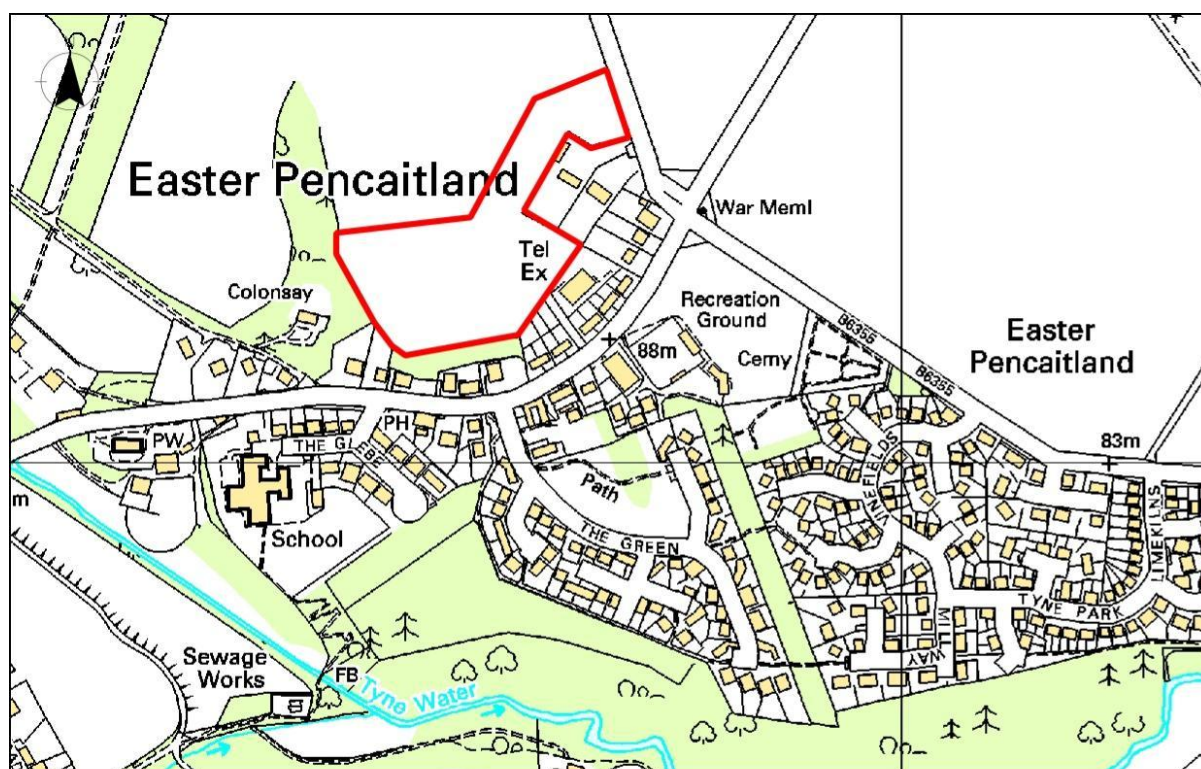 Easter Pencaitland
War Meml
Tel
Ex
Colonsay
Recreation
Ground
88m
Cemy
B6355
B6355
Easter
Pencaitland
83m
PW
PH
THE GLEBE
School
Path
THE GREEN
VINEFIELDS
LIMEKILNS
TYNE PARK
MILL WAY
m
Sewage
Works
FB
Tyne Water